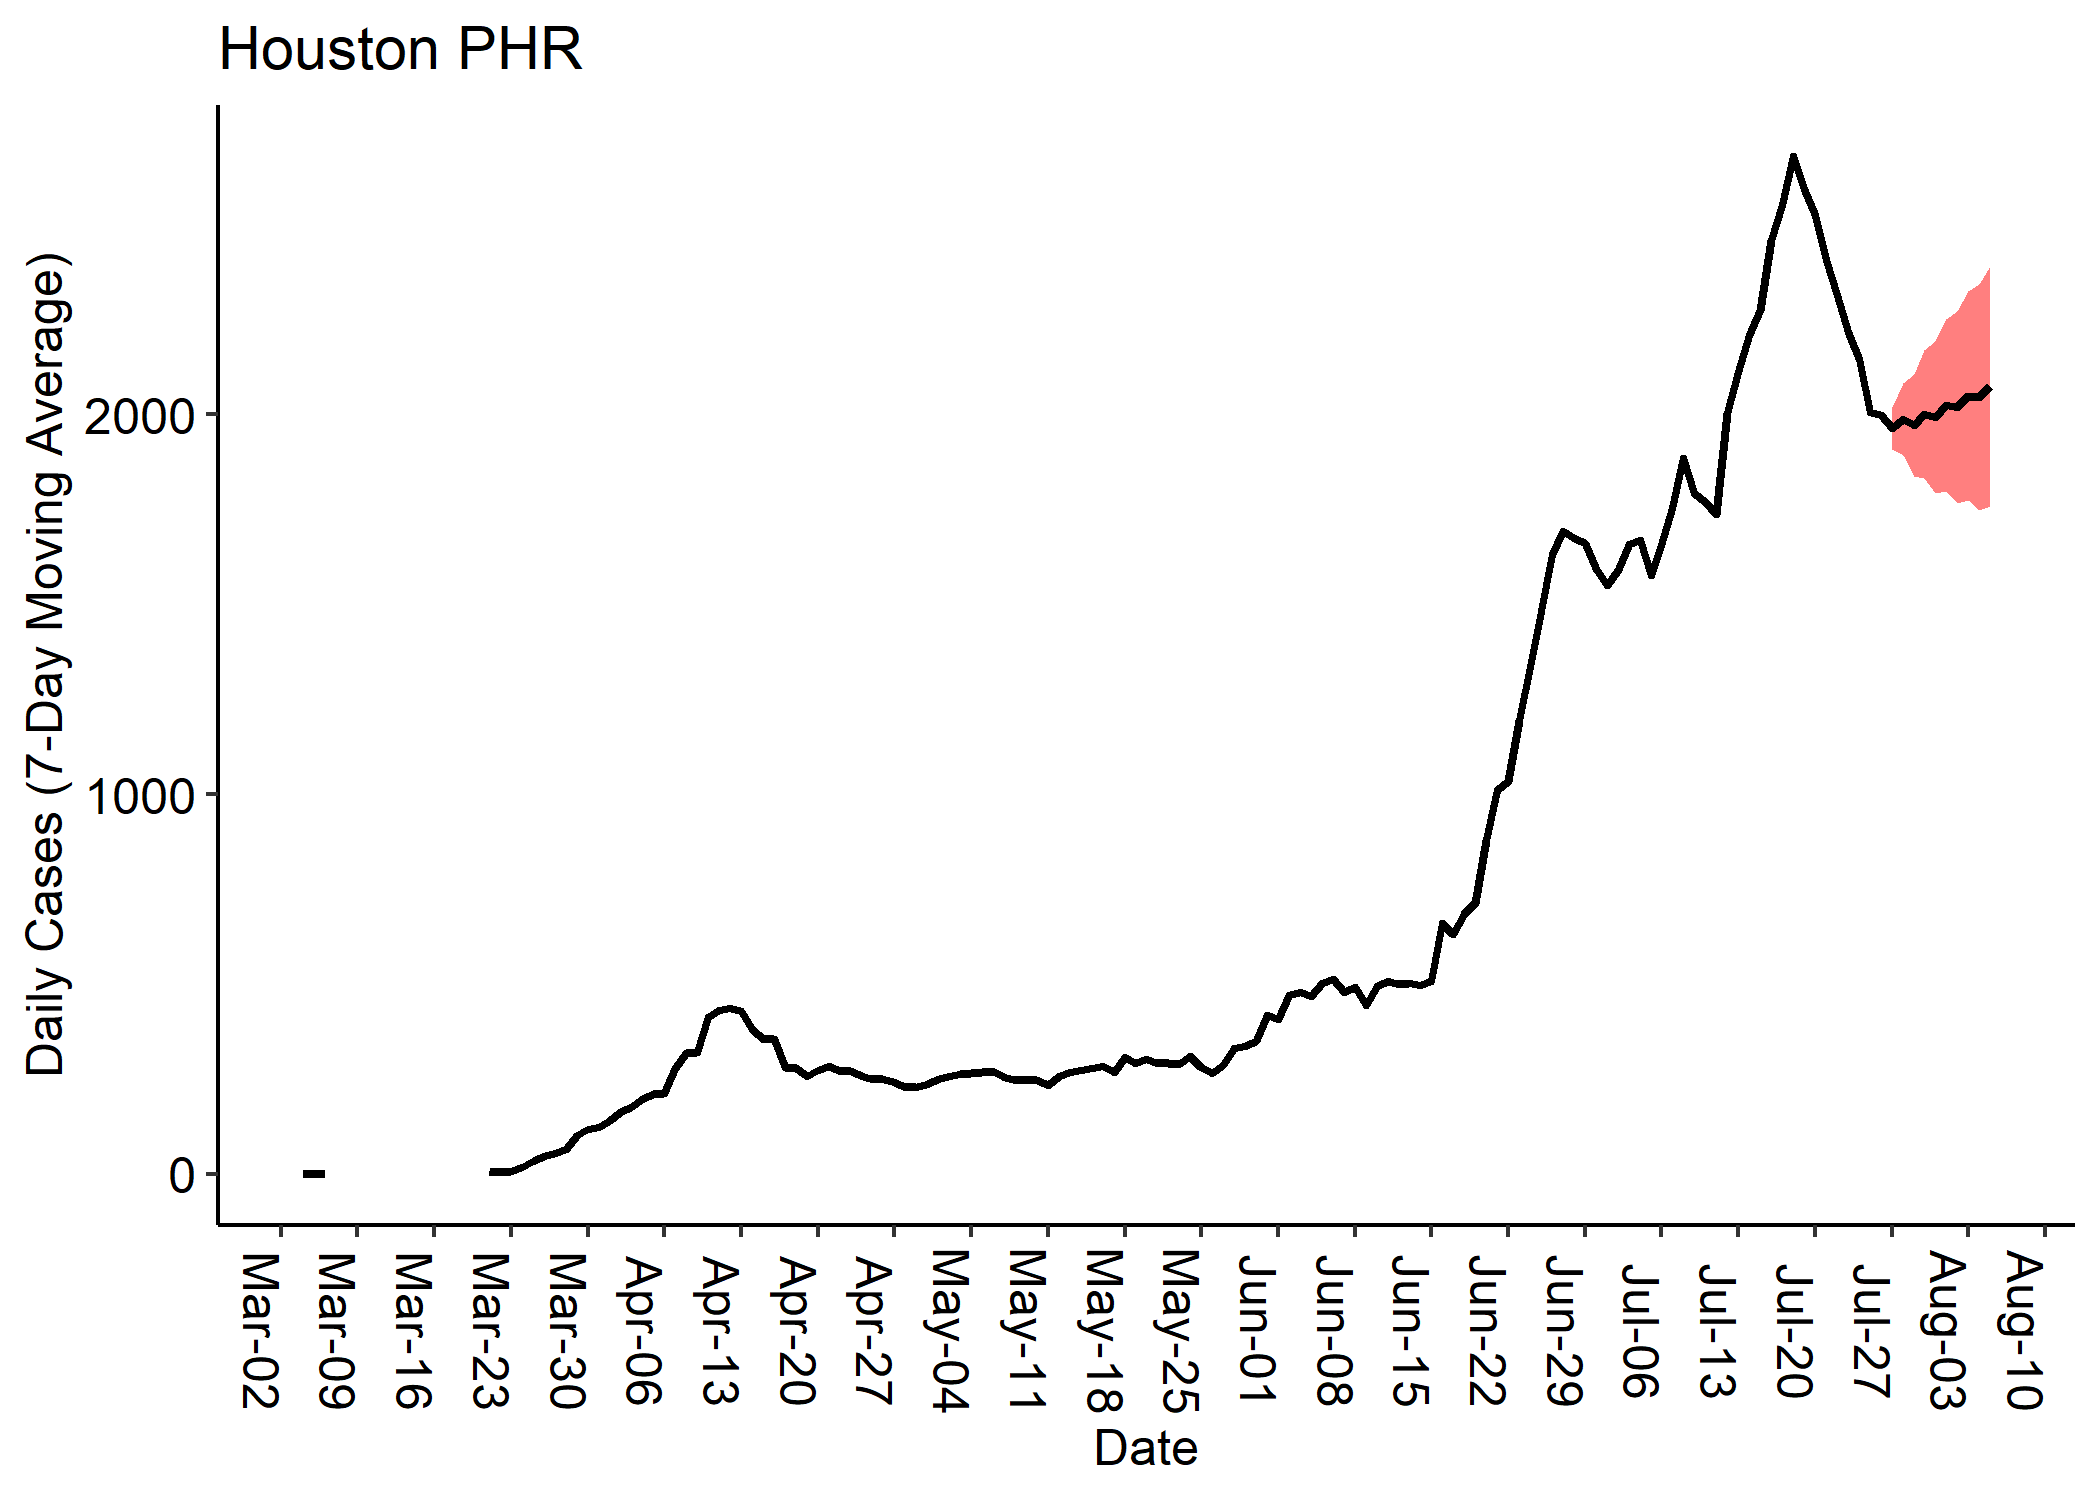 Houston PHR
Daily Cases (7-Day Moving Average)
2000
1000
0
Mar-02
Mar-09
Mar-16
Mar-23
Mar-30
Apr-06
Apr-13
Apr-20
Apr-27
May-04
May-11
May-18
May-25
Jun-01
Jun-08
Jun-15
Jun-22
Jun-29
Jul-06
Jul-13
Jul-20
Jul-27
Aug-03
Aug-10
Date